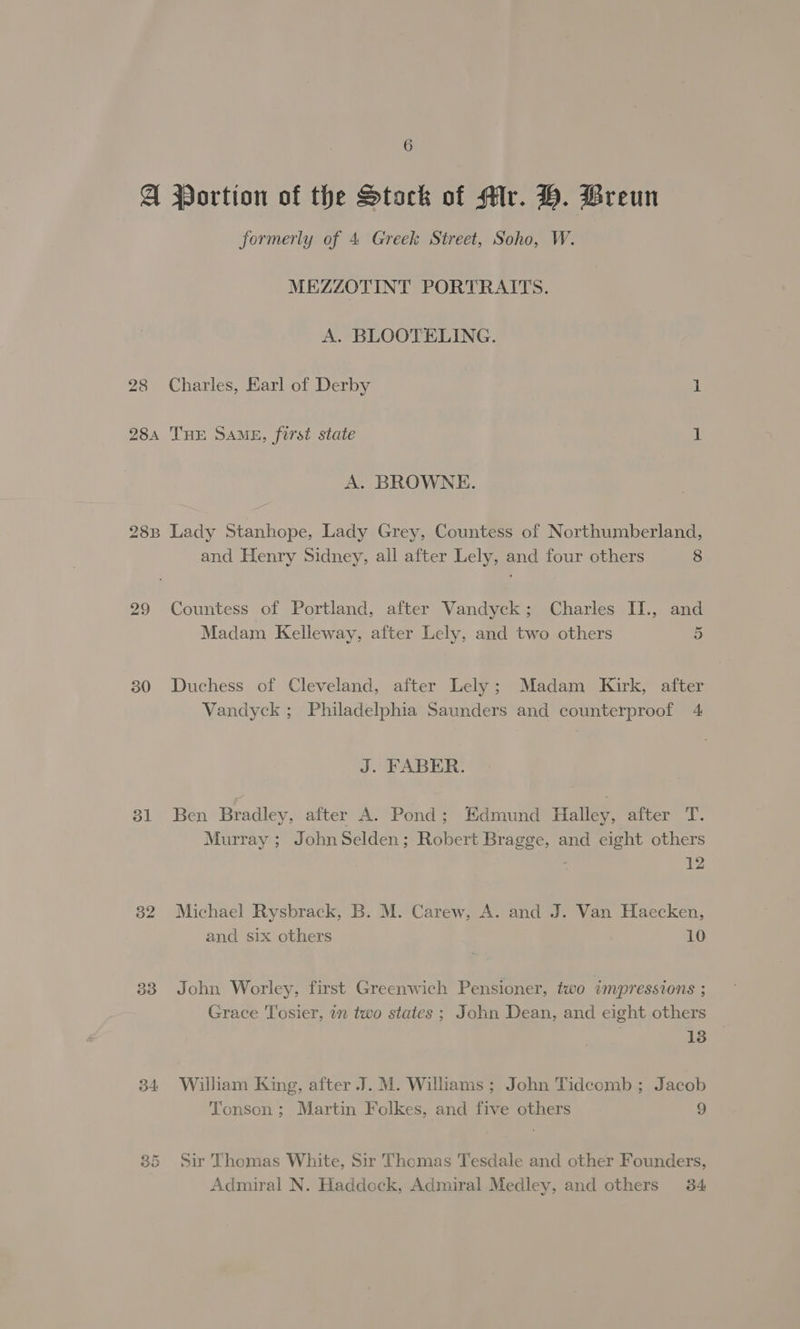 6
A Portion of the Stock of Mr. H. Breun
formerly of 4 Greek Street, Soho, W.
MEZZOTINT PORTRAITS.
A. BLOOTELING.
28 Charles, Earl of Derby 1
28A THE SAME, first state 1
A. BROWNE.
28B Lady Stanhope, Lady Grey, Countess of Northumberland,
and Henry Sidney, all after Lely, and four others 8
29 Countess of Portland, after Vandyck; Charles II., and
Madam Kelleway, after Lely, and two others 5
30 Duchess of Cleveland, after Lely; Madam Kirk, after
Vandyck; Philadelphia Saunders and counterproof 4
J. FABER.
31 Ben Bradley, after A. Pond; Edmund Halley, after T.
Murray; John Selden; Robert Bragge, and eight others
12
32 Michael Rysbrack, B. M. Carew, A. and J. Van Haecken,
and six others 10
33 John Worley, first Greenwich Pensioner, two impressions;
Grace Tosier, in two states; John Dean, and eight others
13
34 William King, after J. M. Williams; John Tidcomb; Jacob
Tonson; Martin Folkes, and five others 9
35 Sir Thomas White, Sir Thomas Tesdale and other Founders,
Admiral N. Haddock, Admiral Medley, and others 34